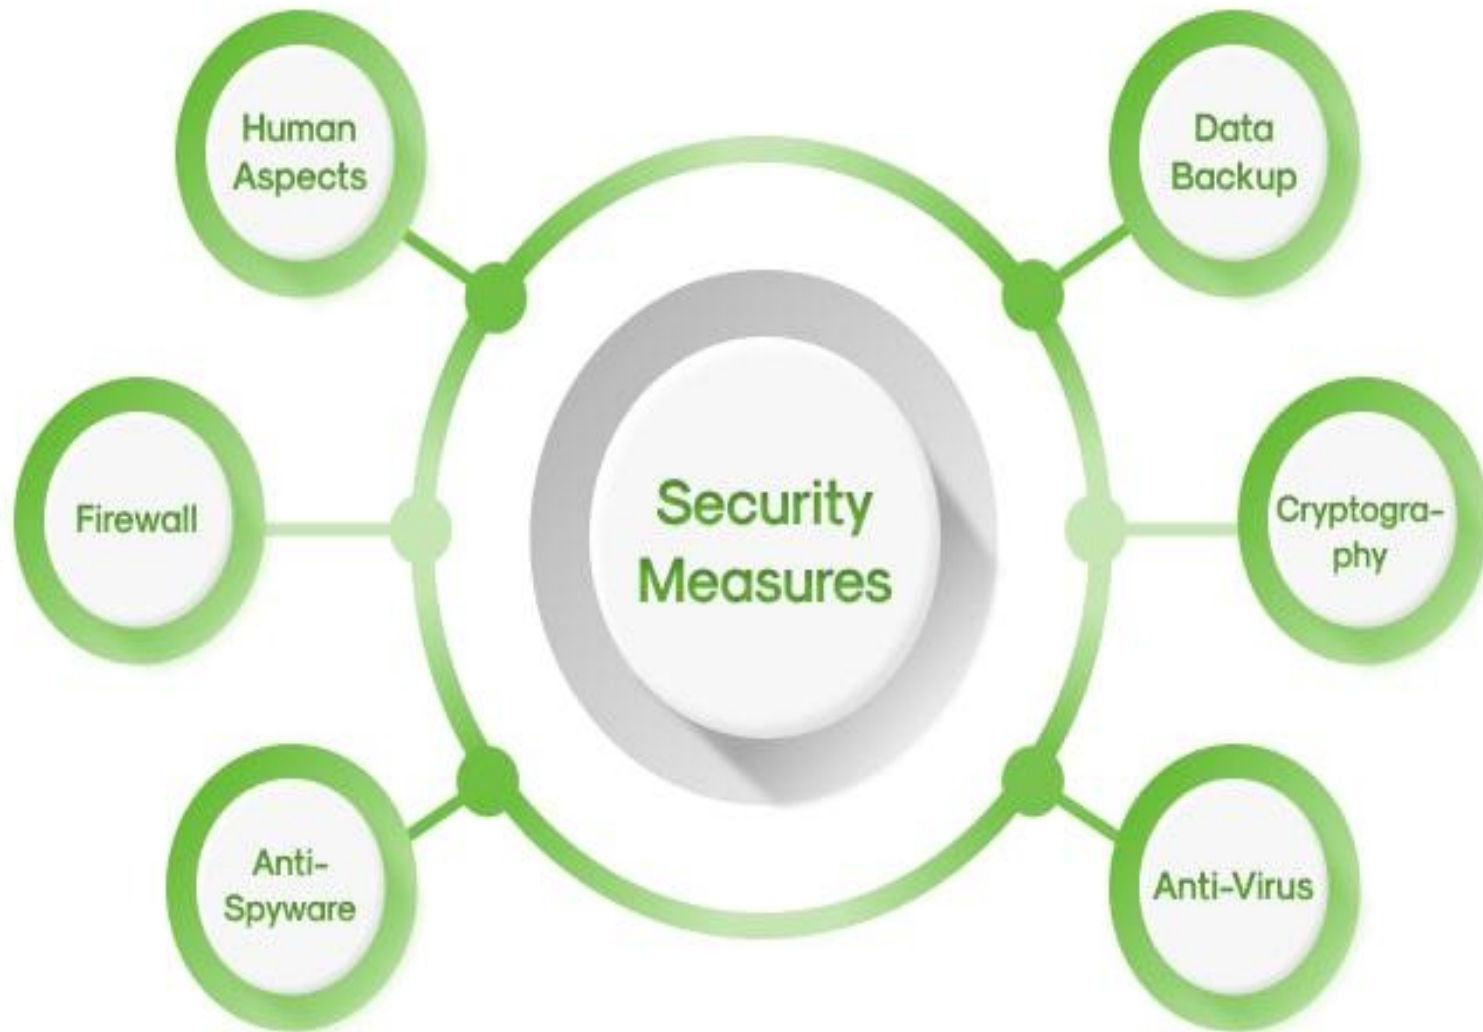 Human
Aspects
Data
Backup
Firewall
Security
Measures
Cryptogra-
phy
Anti-
Spyware
Anti-Virus